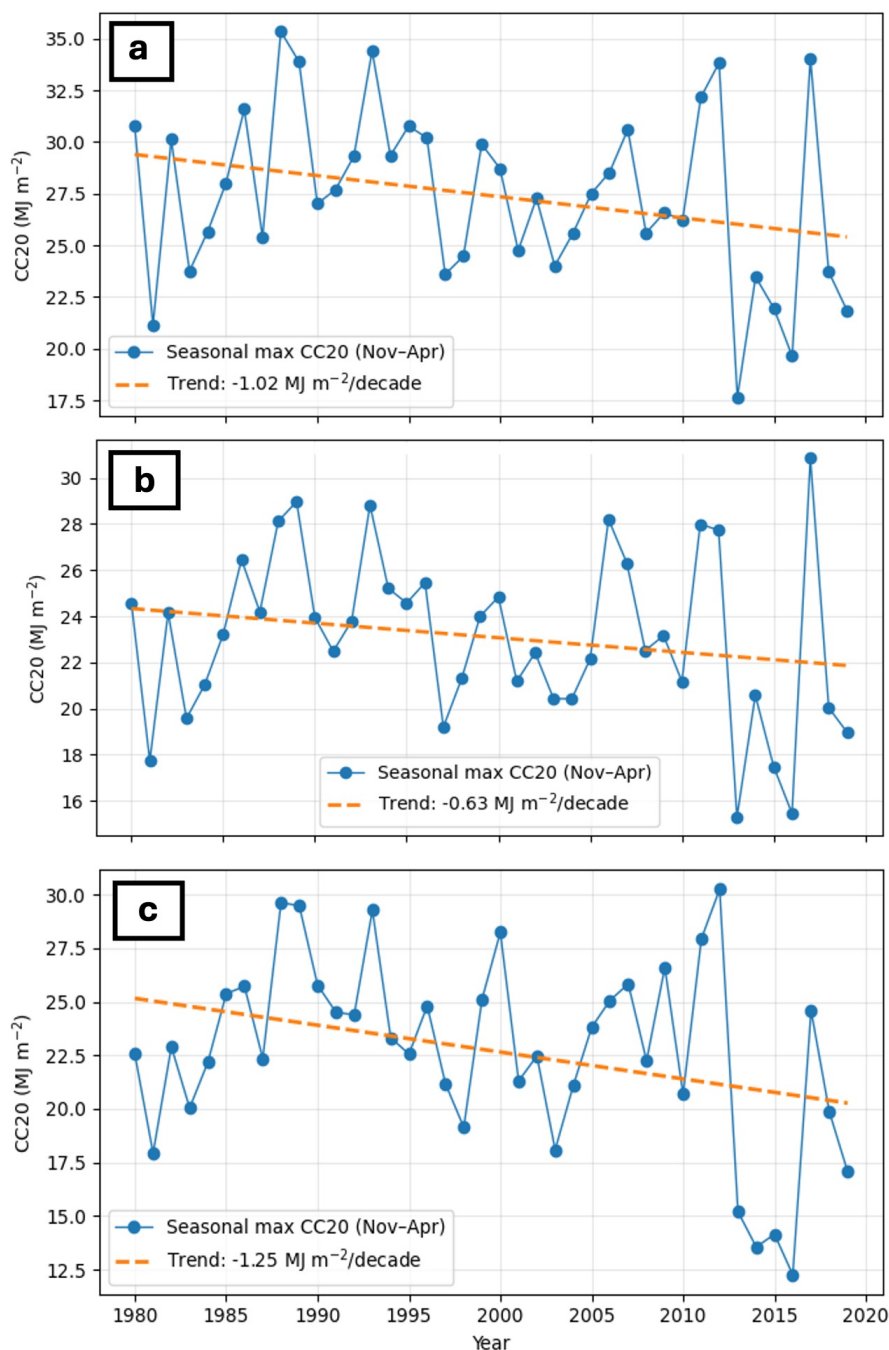 a
35.0
32.5
30.0
27.5
25.0
22.5
20.0
17.5
CC20 (MJ m⁻²)
Seasonal max CC20 (Nov–Apr)
Trend: -1.02 MJ m⁻²/decade
b
30
28
26
24
22
20
18
16
CC20 (MJ m⁻²)
Seasonal max CC20 (Nov–Apr)
Trend: -0.63 MJ m⁻²/decade
c
30.0
27.5
25.0
22.5
20.0
17.5
15.0
12.5
CC20 (MJ m⁻²)
Seasonal max CC20 (Nov–Apr)
Trend: -1.25 MJ m⁻²/decade
1980 1985 1990 1995 2000 2005 2010 2015 2020
Year